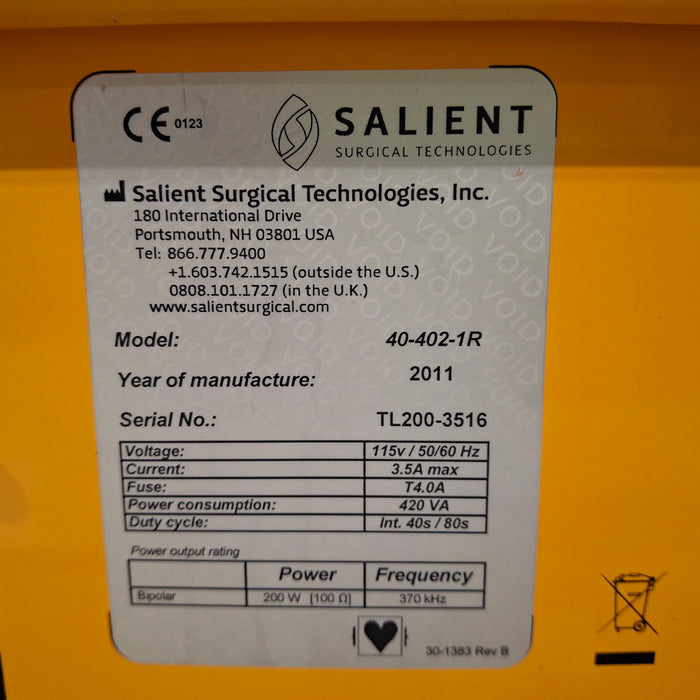 CE 0123
SALIENT
SURGICAL TECHNOLOGIES
Salient Surgical Technologies, Inc.
180 International Drive
Portsmouth, NH 03801 USA
Tel: 866.777.9400
+1.603.742.1515 (outside the U.S.)
0808.101.1727 (in the U.K.)
www.salientsurgical.com
Model: 40-402-1R
Year of manufacture: 2011
Serial No.: TL200-3516
Voltage: 115v / 50/60 Hz
Current: 3.5A max
Fuse: T4.0A
Power consumption: 420 VA
Duty cycle: Int. 40s / 80s
Power output rating
Power Frequency
Bipolar 200 W [100 Ω] 370 kHz
30-1383 Rev B
VOID VOID VOID